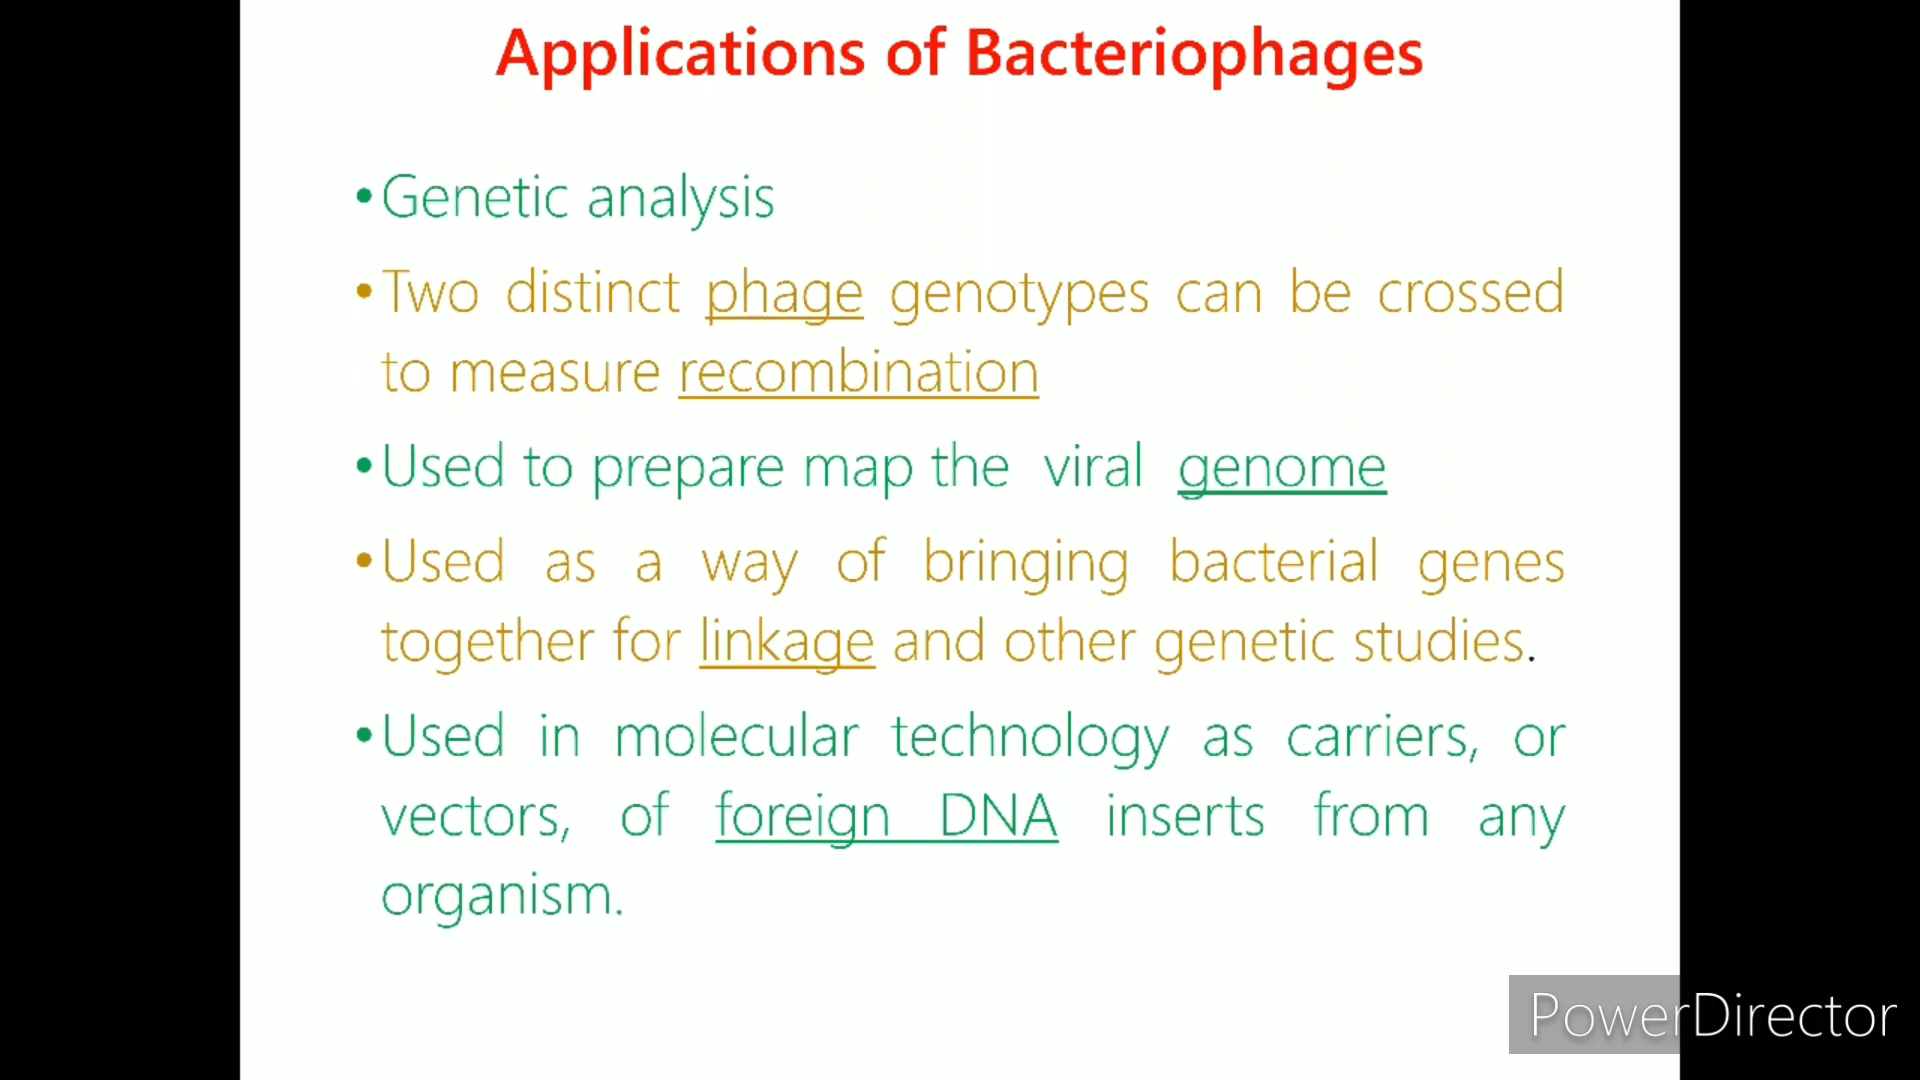 Applications of Bacteriophages
•Genetic analysis
•Two distinct phage genotypes can be crossed
to measure recombination
•Used to prepare map the viral genome
•Used as a way of bringing bacterial genes
together for linkage and other genetic studies.
•Used in molecular technology as carriers, or
vectors, of foreign DNA inserts from any
organism.
PowerDirector